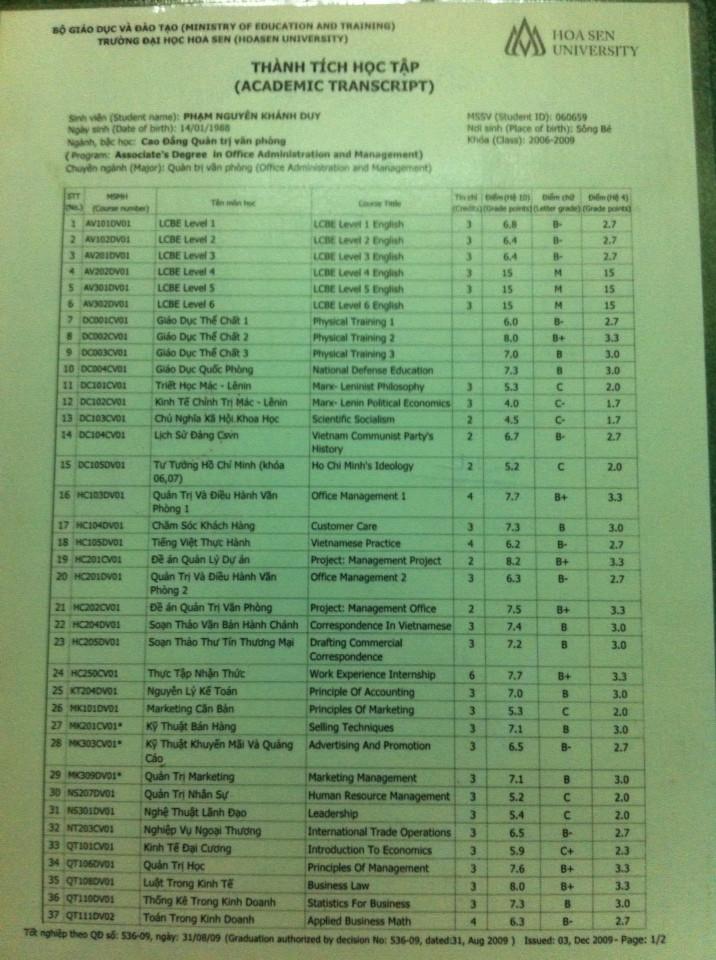 BỘ GIÁO DỤC VÀ ĐÀO TẠO (MINISTRY OF EDUCATION AND TRAINING)
TRƯỜNG ĐẠI HỌC HOA SEN (HOASEN UNIVERSITY)
HOA SEN
UNIVERSITY
THÀNH TÍCH HỌC TẬP
(ACADEMIC TRANSCRIPT)
Sinh viên (Student name): PHẠM NGUYÊN KHÁNH DUY MSSV (Student ID): 060659
Ngày sinh (Date of birth): 14/01/1988 Nơi sinh (Place of birth): Sông Bé
Ngành, bậc học: Cao Đẳng Quản trị văn phòng Khóa (Class): 2006-2009
(Program: Associate's Degree in Office Administration and Management)
Chuyên ngành (Major): Quản trị văn phòng (Office Administration and Management)
STT MSMH Tên môn học Course Title Tín chỉ Điểm (Hệ 10) Điểm chữ Điểm (Hệ 4)
(No.) (Course number) (Credits) (Grade points) (Letter grade) (Grade points)
1 AV101DV01 LCBE Level 1 LCBE Level 1 English 3 6.8 B- 2.7
2 AV102DV01 LCBE Level 2 LCBE Level 2 English 3 6.4 B- 2.7
3 AV201DV01 LCBE Level 3 LCBE Level 3 English 3 6.4 B- 2.7
4 AV202DV01 LCBE Level 4 LCBE Level 4 English 3 15 M 15
5 AV301DV01 LCBE Level 5 LCBE Level 5 English 3 15 M 15
6 AV302DV01 LCBE Level 6 LCBE Level 6 English 3 15 M 15
7 DC001CV01 Giáo Dục Thể Chất 1 Physical Training 1 6.0 B- 2.7
8 DC002CV01 Giáo Dục Thể Chất 2 Physical Training 2 8.0 B+ 3.3
9 DC003CV01 Giáo Dục Thể Chất 3 Physical Training 3 7.0 B 3.0
10 DC004CV01 Giáo Dục Quốc Phòng National Defense Education 7.3 B 3.0
11 DC101CV01 Triết Học Mác - Lênin Marx- Leninist Philosophy 3 5.3 C 2.0
12 DC102CV01 Kinh Tế Chính Trị Mác - Lênin Marx- Lenin Political Economics 3 4.0 C- 1.7
13 DC103CV01 Chủ Nghĩa Xã Hội Khoa Học Scientific Socialism 2 4.5 C- 1.7
14 DC104CV01 Lịch Sử Đảng Csvn Vietnam Communist Party's 2 6.7 B- 2.7
History
15 DC105DV01 Tư Tưởng Hồ Chí Minh (khóa Ho Chi Minh's Ideology 2 5.2 C 2.0
06,07)
16 HC103DV01 Quản Trị Và Điều Hành Văn Office Management 1 4 7.7 B+ 3.3
Phòng 1
17 HC104DV01 Chăm Sóc Khách Hàng Customer Care 3 7.3 B 3.0
18 HC105DV01 Tiếng Việt Thực Hành Vietnamese Practice 4 6.2 B- 2.7
19 HC201CV01 Đề án Quản Lý Dự án Project: Management Project 2 8.2 B+ 3.3
20 HC201DV01 Quản Trị Và Điều Hành Văn Office Management 2 3 6.3 B- 2.7
Phòng 2
21 HC202CV01 Đề án Quản Trị Văn Phòng Project: Management Office 2 7.5 B+ 3.3
22 HC204DV01 Soạn Thảo Văn Bản Hành Chánh Correspondence In Vietnamese 3 7.4 B 3.0
23 HC205DV01 Soạn Thảo Thư Tín Thương Mại Drafting Commercial 3 7.2 B 3.0
Correspondence
24 HC250CV01 Thực Tập Nhận Thức Work Experience Internship 6 7.7 B+ 3.3
25 KT204DV01 Nguyên Lý Kế Toán Principle Of Accounting 3 7.0 B 3.0
26 MK101DV01 Marketing Căn Bản Principles Of Marketing 3 5.3 C 2.0
27 MK201CV01* Kỹ Thuật Bán Hàng Selling Techniques 3 7.1 B 3.0
28 MK303CV01* Kỹ Thuật Khuyến Mãi Và Quảng Advertising And Promotion 3 6.5 B- 2.7
Cáo
29 MK309DV01* Quản Trị Marketing Marketing Management 3 7.1 B 3.0
30 NS207DV01 Quản Trị Nhân Sự Human Resource Management 3 5.2 C 2.0
31 NS301DV01 Nghệ Thuật Lãnh Đạo Leadership 3 5.4 C 2.0
32 NT203CV01 Nghiệp Vụ Ngoại Thương International Trade Operations 3 6.5 B- 2.7
33 QT101CV01 Kinh Tế Đại Cương Introduction To Economics 3 5.9 C+ 2.3
34 QT106DV01 Quản Trị Học Principles Of Management 3 7.6 B+ 3.3
35 QT108DV01 Luật Trong Kinh Tế Business Law 3 8.0 B+ 3.3
36 QT110DV01 Thống Kê Trong Kinh Doanh Statistics For Business 3 7.3 B 3.0
37 QT111DV02 Toán Trong Kinh Doanh Applied Business Math 4 6.3 B- 2.7
Tốt nghiệp theo QĐ số: 536-09, ngày: 31/08/09 (Graduation authorized by decision No: 536-09, dated:31, Aug 2009 ) Issued: 03, Dec 2009- Page: 1/2